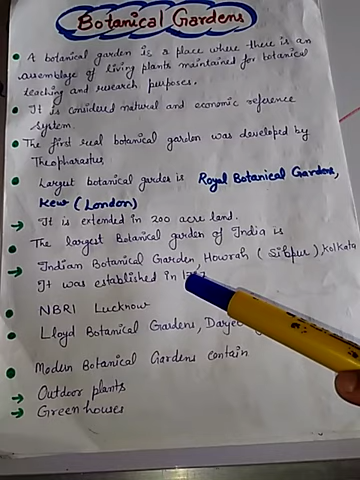 Botanical Gardens
A botanical garden is a place where there is an
assemblage of living plants maintained for botanical
teaching and research purposes.
It is considered natural and economic reference
system.
The first real botanical garden was developed by
Theophrastus
Largest botanical garden is Royal Botanical Gardens,
Kew (London)
It is extended in 200 acre land.
The largest Botanical garden of India is
Indian Botanical Garden, Howrah (Sibpur) Kolkata
It was established in
NBRI Lucknow
Lloyd Botanical Gardens,
Modern Botanical Gardens contain
Outdoor plants
Green houses